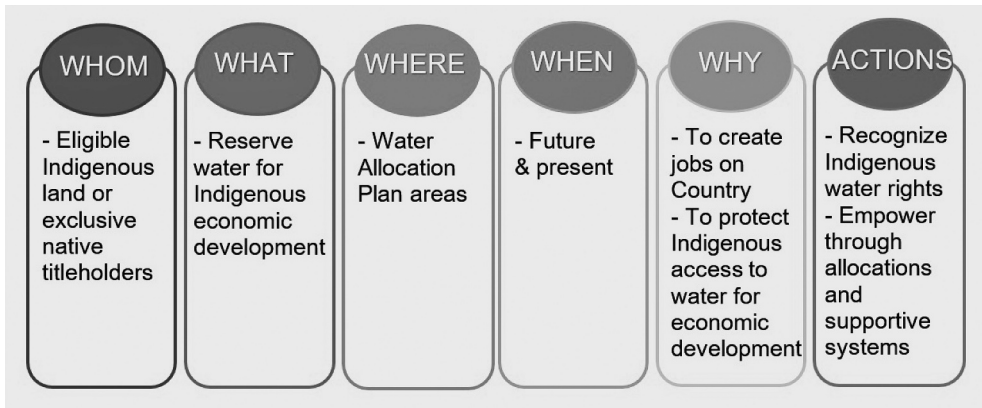 WHOM
- Eligible
Indigenous
land or
exclusive
native
titleholders
WHAT
- Reserve
water for
Indigenous
economic
development
WHERE
- Water
Allocation
Plan areas
WHEN
- Future
& present
WHY
- To create
jobs on
Country
- To protect
Indigenous
access to
water for
economic
development
ACTIONS
- Recognize
Indigenous
water rights
- Empower
through
allocations
and
supportive
systems